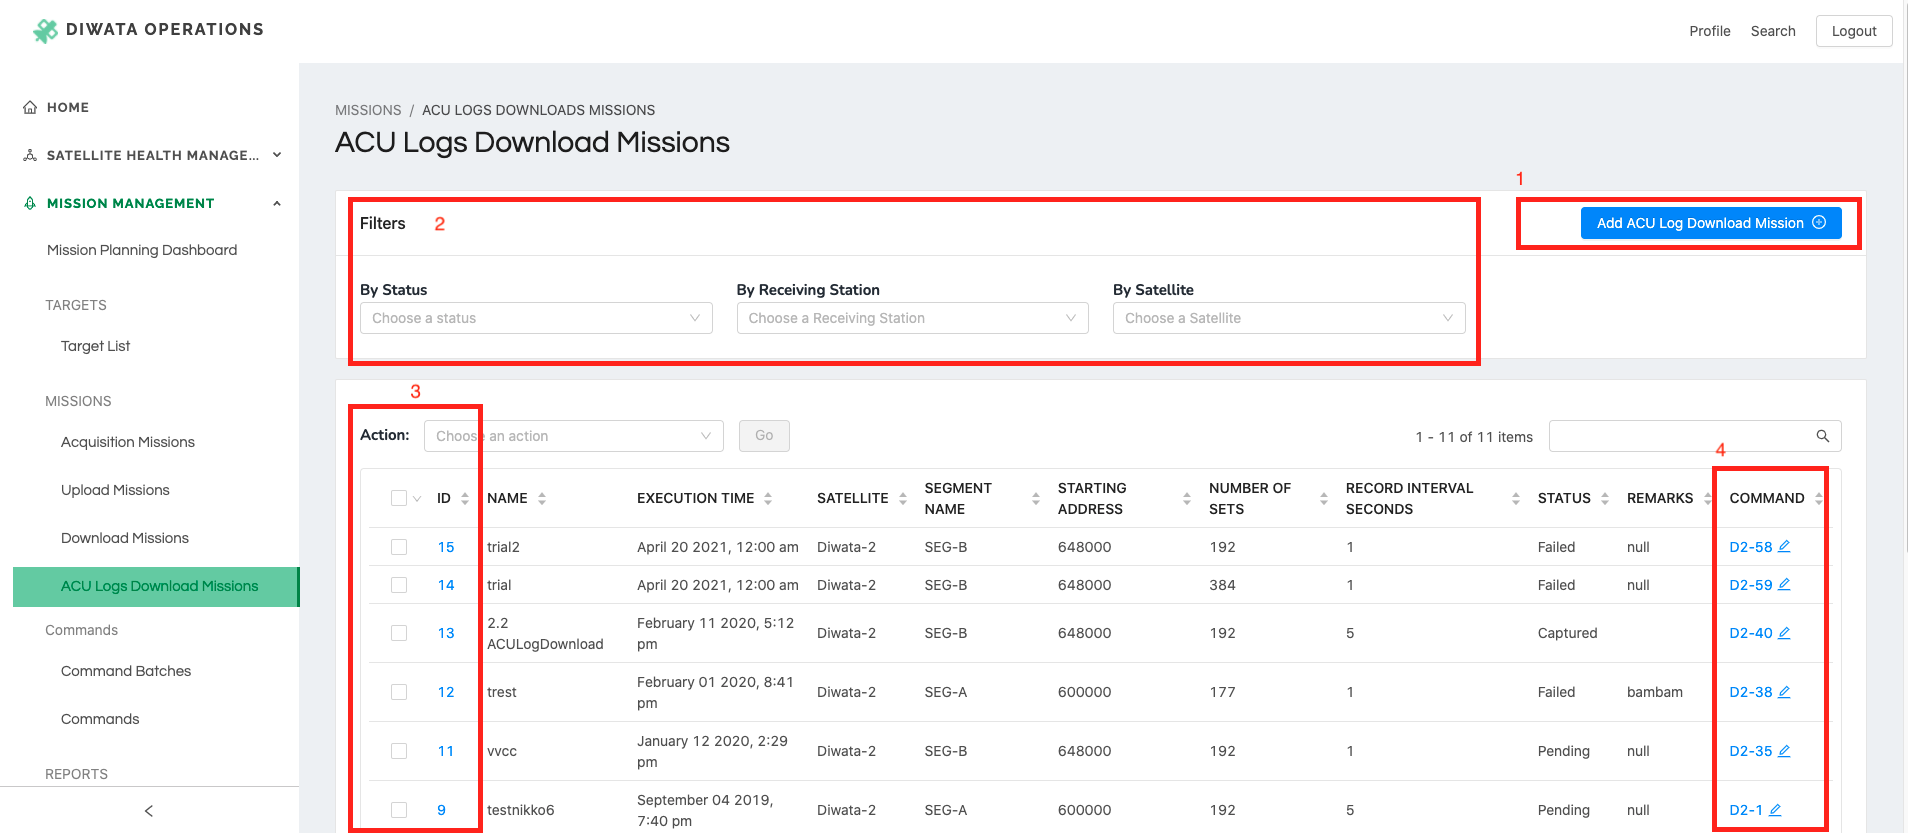 DIWATA OPERATIONS
Profile Search Logout
HOME
SATELLITE HEALTH MANAGE...
MISSION MANAGEMENT
Mission Planning Dashboard
TARGETS
Target List
MISSIONS
Acquisition Missions
Upload Missions
Download Missions
ACU Logs Download Missions
Commands
Command Batches
Commands
REPORTS
MISSIONS / ACU LOGS DOWNLOADS MISSIONS
ACU Logs Download Missions
1
Filters 2 Add ACU Log Download Mission
By Status By Receiving Station By Satellite
Choose a status Choose a Receiving Station Choose a Satellite
3
Action: Choose an action Go 1 - 11 of 11 items
4
ID NAME EXECUTION TIME SATELLITE SEGMENT NAME STARTING ADDRESS NUMBER OF SETS RECORD INTERVAL SECONDS STATUS REMARKS COMMAND
15 trial2 April 20 2021, 12:00 am Diwata-2 SEG-B 648000 192 1 Failed null D2-58
14 trial April 20 2021, 12:00 am Diwata-2 SEG-B 648000 384 1 Failed null D2-59
13 2.2 ACULogDownload February 11 2020, 5:12 pm Diwata-2 SEG-B 648000 192 5 Captured D2-40
12 trest February 01 2020, 8:41 pm Diwata-2 SEG-A 600000 177 1 Failed bambam D2-38
11 vvcc January 12 2020, 2:29 pm Diwata-2 SEG-B 648000 192 1 Pending null D2-35
9 testnikko6 September 04 2019, 7:40 pm Diwata-2 SEG-A 600000 192 5 Pending null D2-1